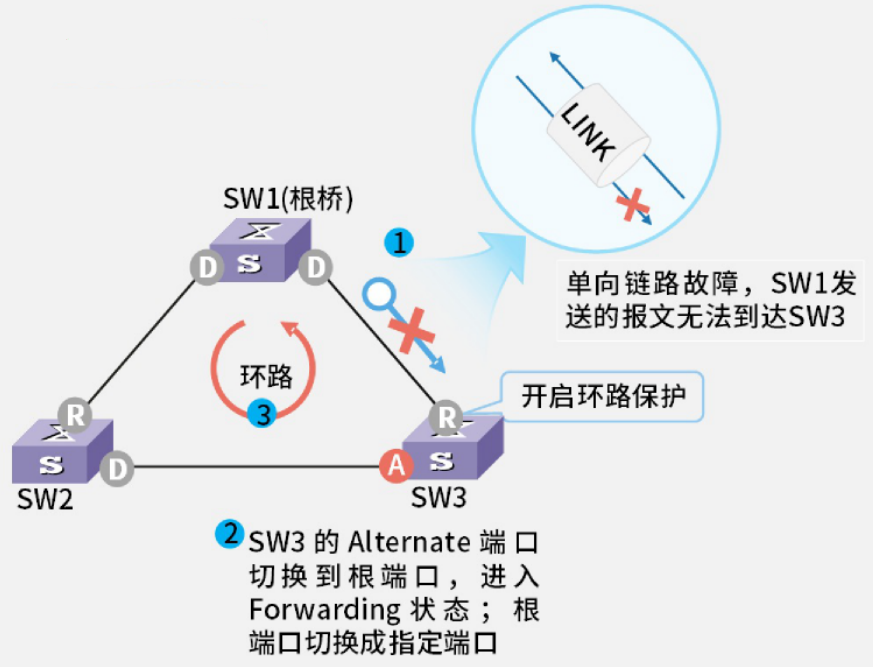 LINK
SW1(根桥)
1
D
S
D
单向链路故障，SW1发
送的报文无法到达SW3
环路
3
开启环路保护
R
S
D
SW2
R
A
S
SW3
2
SW3 的 Alternate 端口
切换到根端口，进入
Forwarding 状态；根
端口切换成指定端口